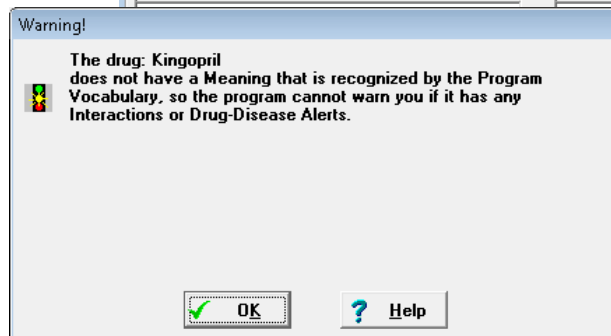 Warning!
The drug: Kingopril
does not have a Meaning that is recognized by the Program
Vocabulary, so the program cannot warn you if it has any
Interactions or Drug-Disease Alerts.
OK
? Help